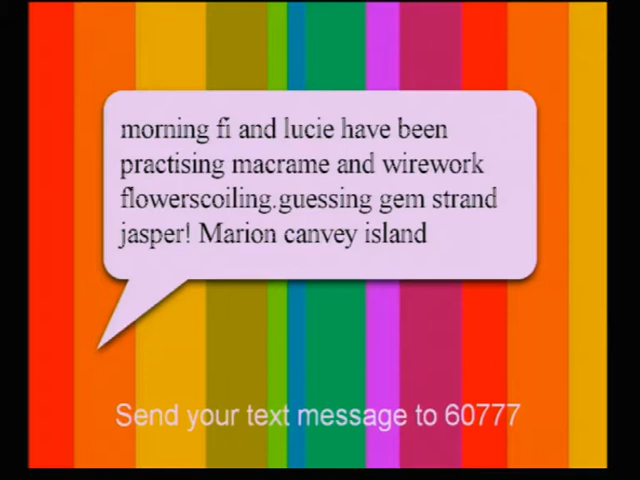 morning fi and lucie have been
practising macrame and wirework
flowerscoiling.guessing gem strand
jasper! Marion canvey island
Send your text message to 60777